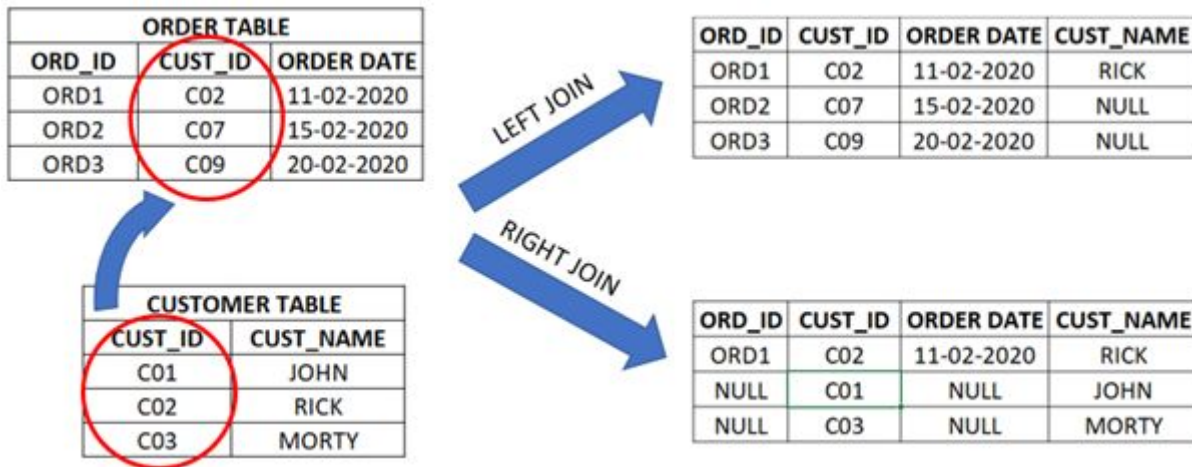 ORDER TABLE
ORD_ID CUST_ID ORDER DATE
ORD1 C02 11-02-2020
ORD2 C07 15-02-2020
ORD3 C09 20-02-2020
CUSTOMER TABLE
CUST_ID CUST_NAME
C01 JOHN
C02 RICK
C03 MORTY
LEFT JOIN
RIGHT JOIN
ORD_ID CUST_ID ORDER DATE CUST_NAME
ORD1 C02 11-02-2020 RICK
ORD2 C07 15-02-2020 NULL
ORD3 C09 20-02-2020 NULL
ORD_ID CUST_ID ORDER DATE CUST_NAME
ORD1 C02 11-02-2020 RICK
NULL C01 NULL JOHN
NULL C03 NULL MORTY